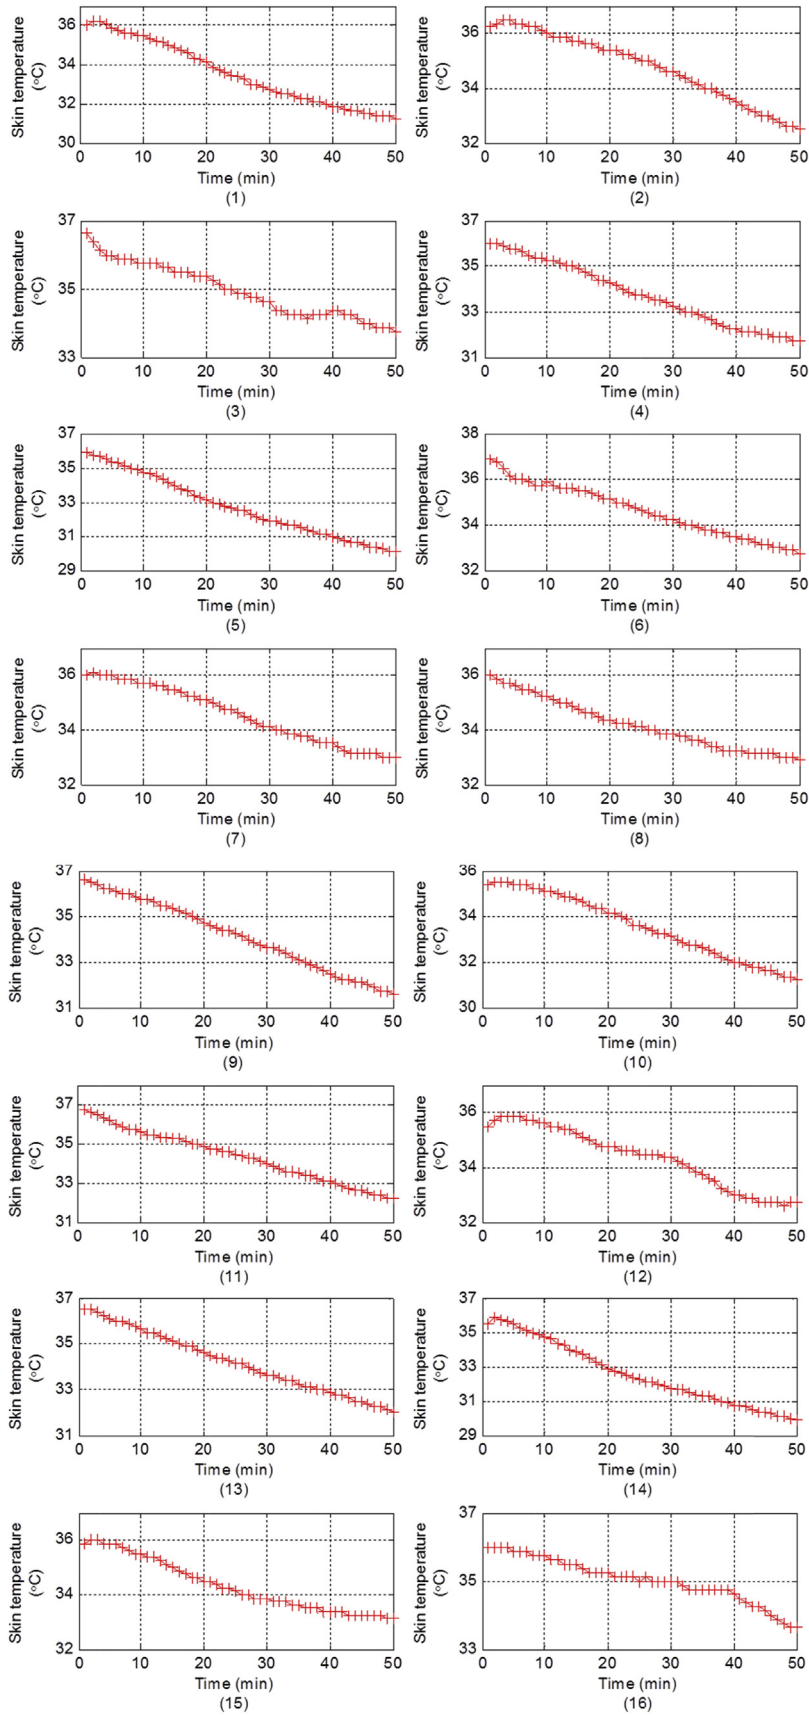 Skin temperature
(°C)
36
34
32
30
0 10 20 30 40 50
Time (min)
(1)
Skin temperature
(°C)
36
34
32
0 10 20 30 40 50
Time (min)
(2)
Skin temperature
(°C)
37
35
33
0 10 20 30 40 50
Time (min)
(3)
Skin temperature
(°C)
35
33
31
0 10 20 30 40 50
Time (min)
(4)
Skin temperature
(°C)
37
35
33
31
29
0 10 20 30 40 50
Time (min)
(5)
Skin temperature
(°C)
38
36
34
32
0 10 20 30 40 50
Time (min)
(6)
Skin temperature
(°C)
36
34
32
0 10 20 30 40 50
Time (min)
(7)
Skin temperature
(°C)
36
34
32
0 10 20 30 40 50
Time (min)
(8)
Skin temperature
(°C)
37
35
33
31
0 10 20 30 40 50
Time (min)
(9)
Skin temperature
(°C)
36
34
32
30
0 10 20 30 40 50
Time (min)
(10)
Skin temperature
(°C)
37
35
33
31
0 10 20 30 40 50
Time (min)
(11)
Skin temperature
(°C)
36
34
32
0 10 20 30 40 50
Time (min)
(12)
Skin temperature
(°C)
37
35
33
31
0 10 20 30 40 50
Time (min)
(13)
Skin temperature
(°C)
37
35
33
31
29
0 10 20 30 40 50
Time (min)
(14)
Skin temperature
(°C)
36
34
32
0 10 20 30 40 50
Time (min)
(15)
Skin temperature
(°C)
37
35
33
0 10 20 30 40 50
Time (min)
(16)